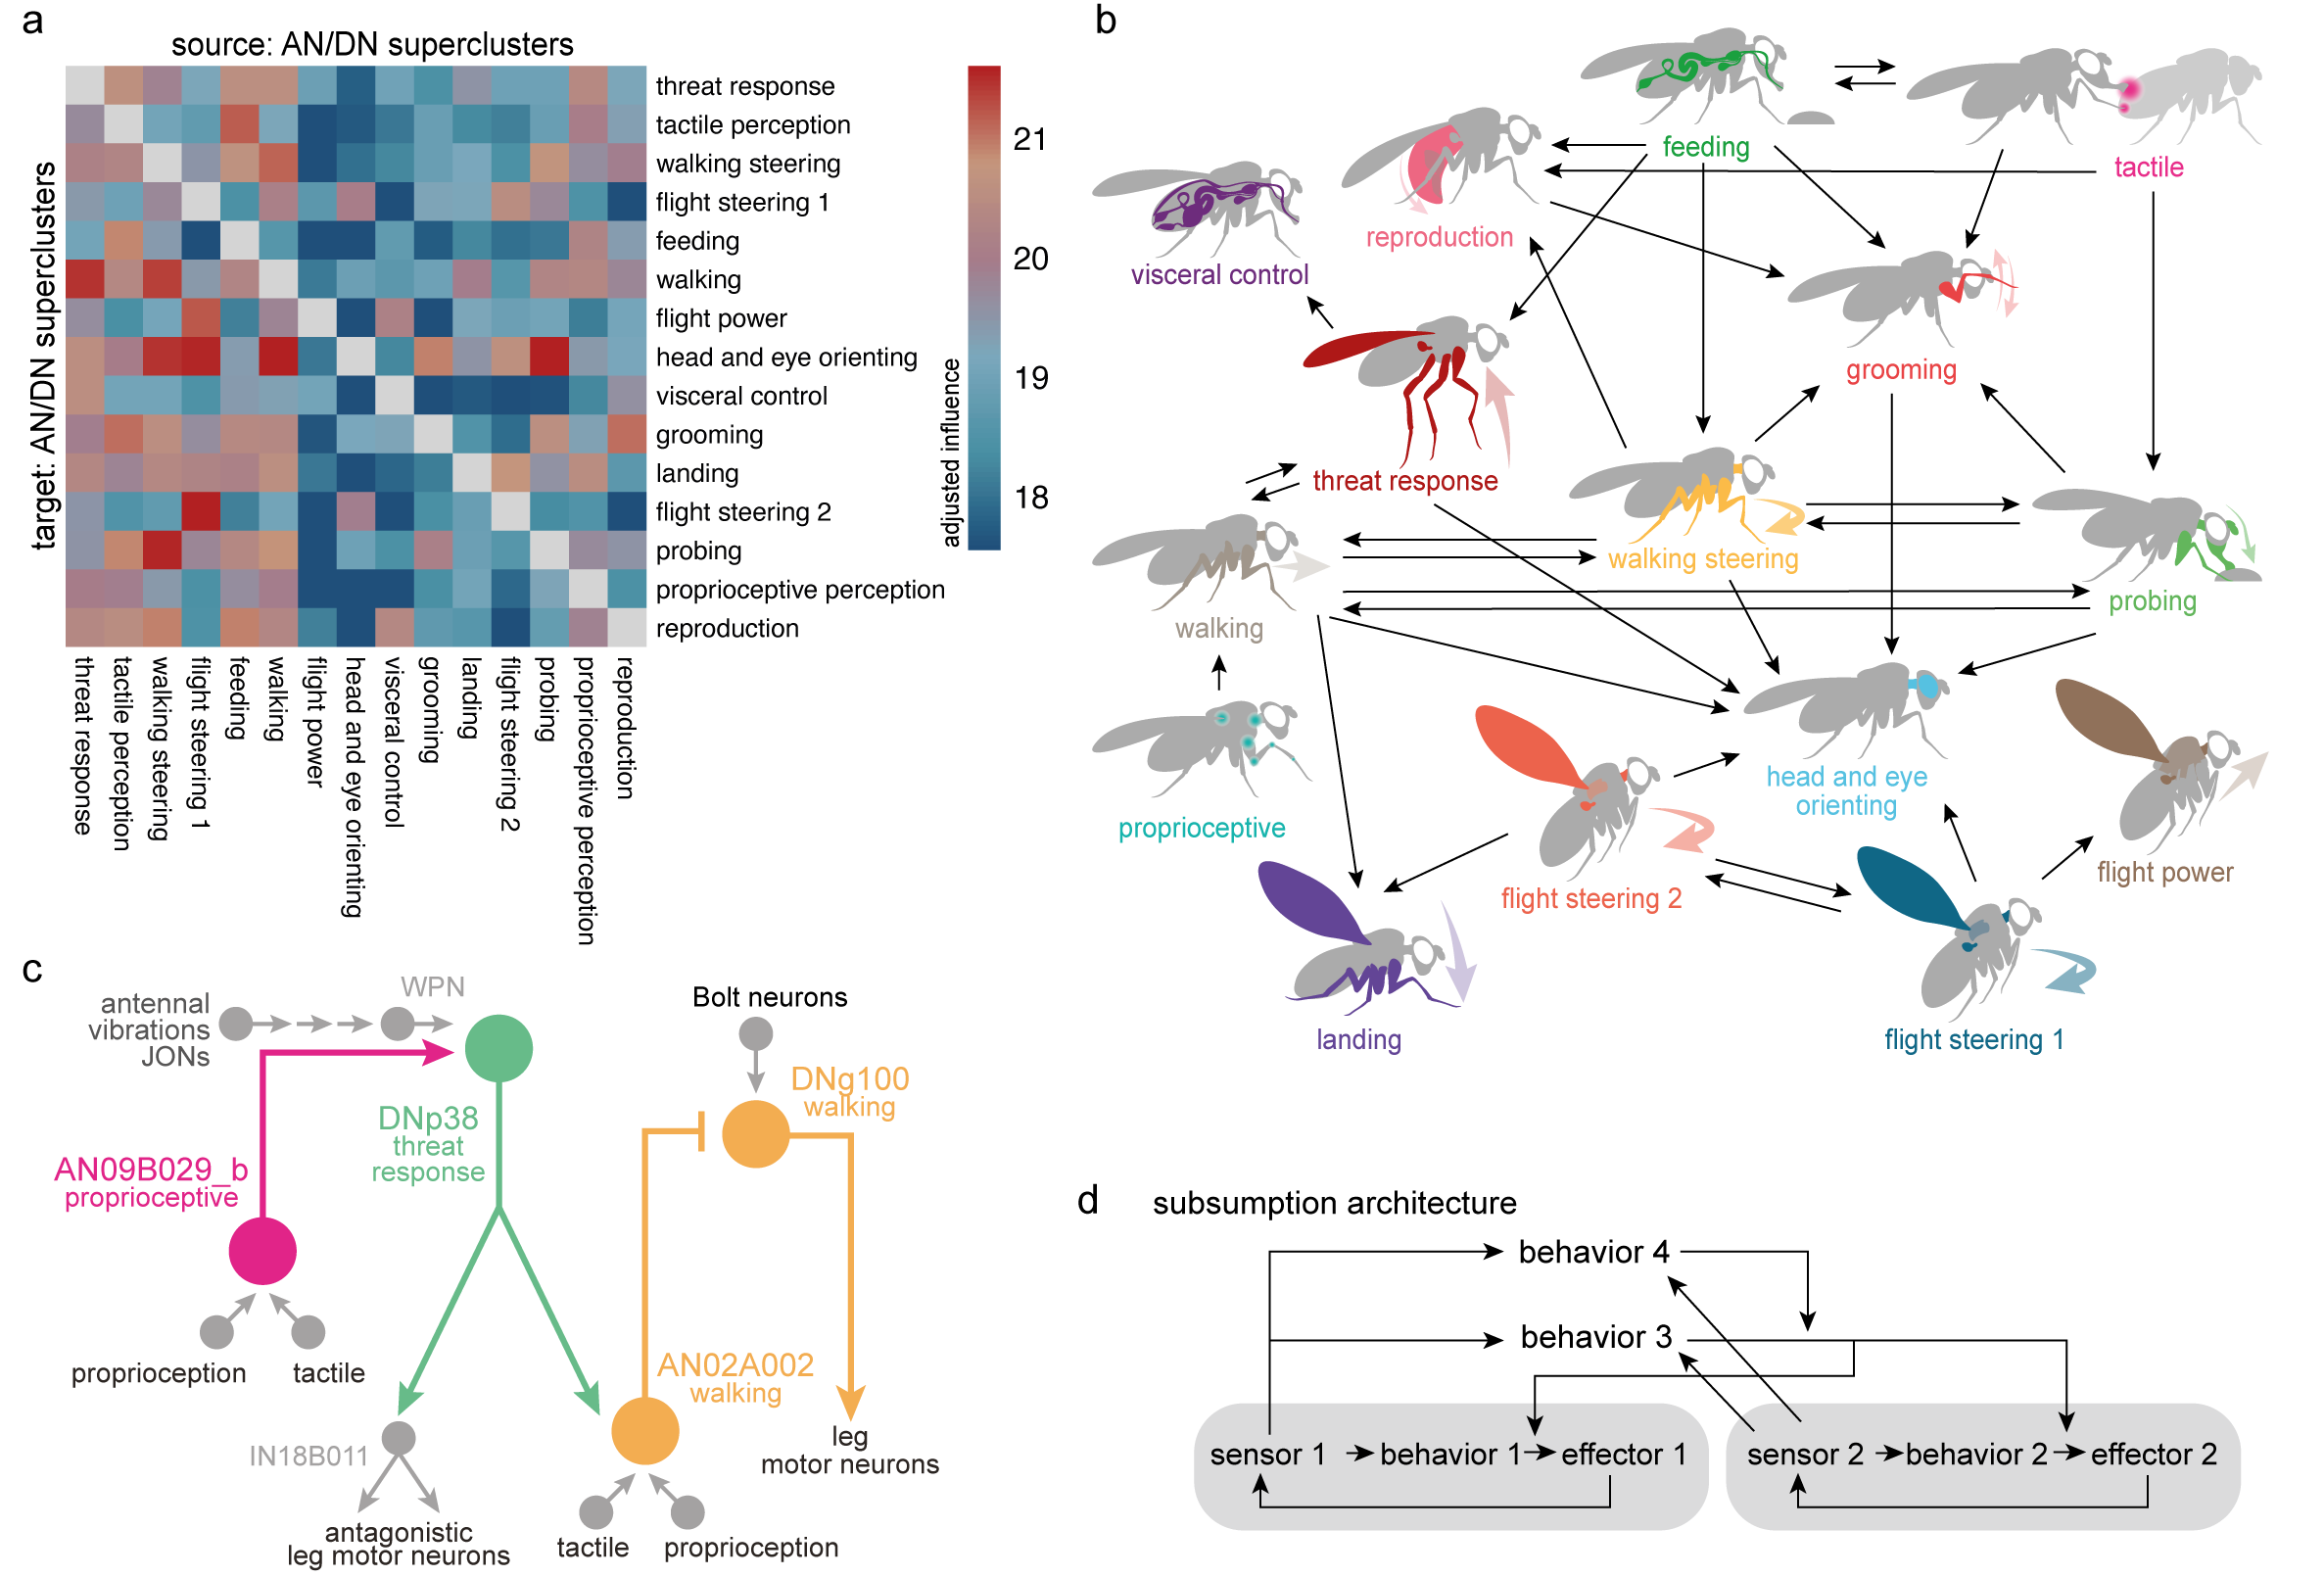 a
source: AN/DN superclusters
target: AN/DN superclusters
threat response
tactile perception
walking steering
flight steering 1
feeding
walking
flight power
head and eye orienting
visceral control
grooming
landing
flight steering 2
probing
proprioceptive perception
reproduction
threat response
tactile perception
walking steering
flight steering 1
feeding
walking
flight power
head and eye orienting
visceral control
grooming
landing
flight steering 2
probing
proprioceptive perception
reproduction
adjusted influence
21
20
19
18
b
feeding
tactile
reproduction
visceral control
grooming
threat response
walking steering
probing
walking
proprioceptive
head and eye
orienting
flight power
flight steering 2
landing
flight steering 1
c
antennal
vibrations
JONs
WPN
Bolt neurons
DNg100
walking
DNp38
threat
response
AN09B029_b
proprioceptive
proprioception
tactile
AN02A002
walking
IN18B011
leg
motor neurons
antagonistic
leg motor neurons
tactile
proprioception
d
subsumption architecture
behavior 4
behavior 3
sensor 1
behavior 1
effector 1
sensor 2
behavior 2
effector 2